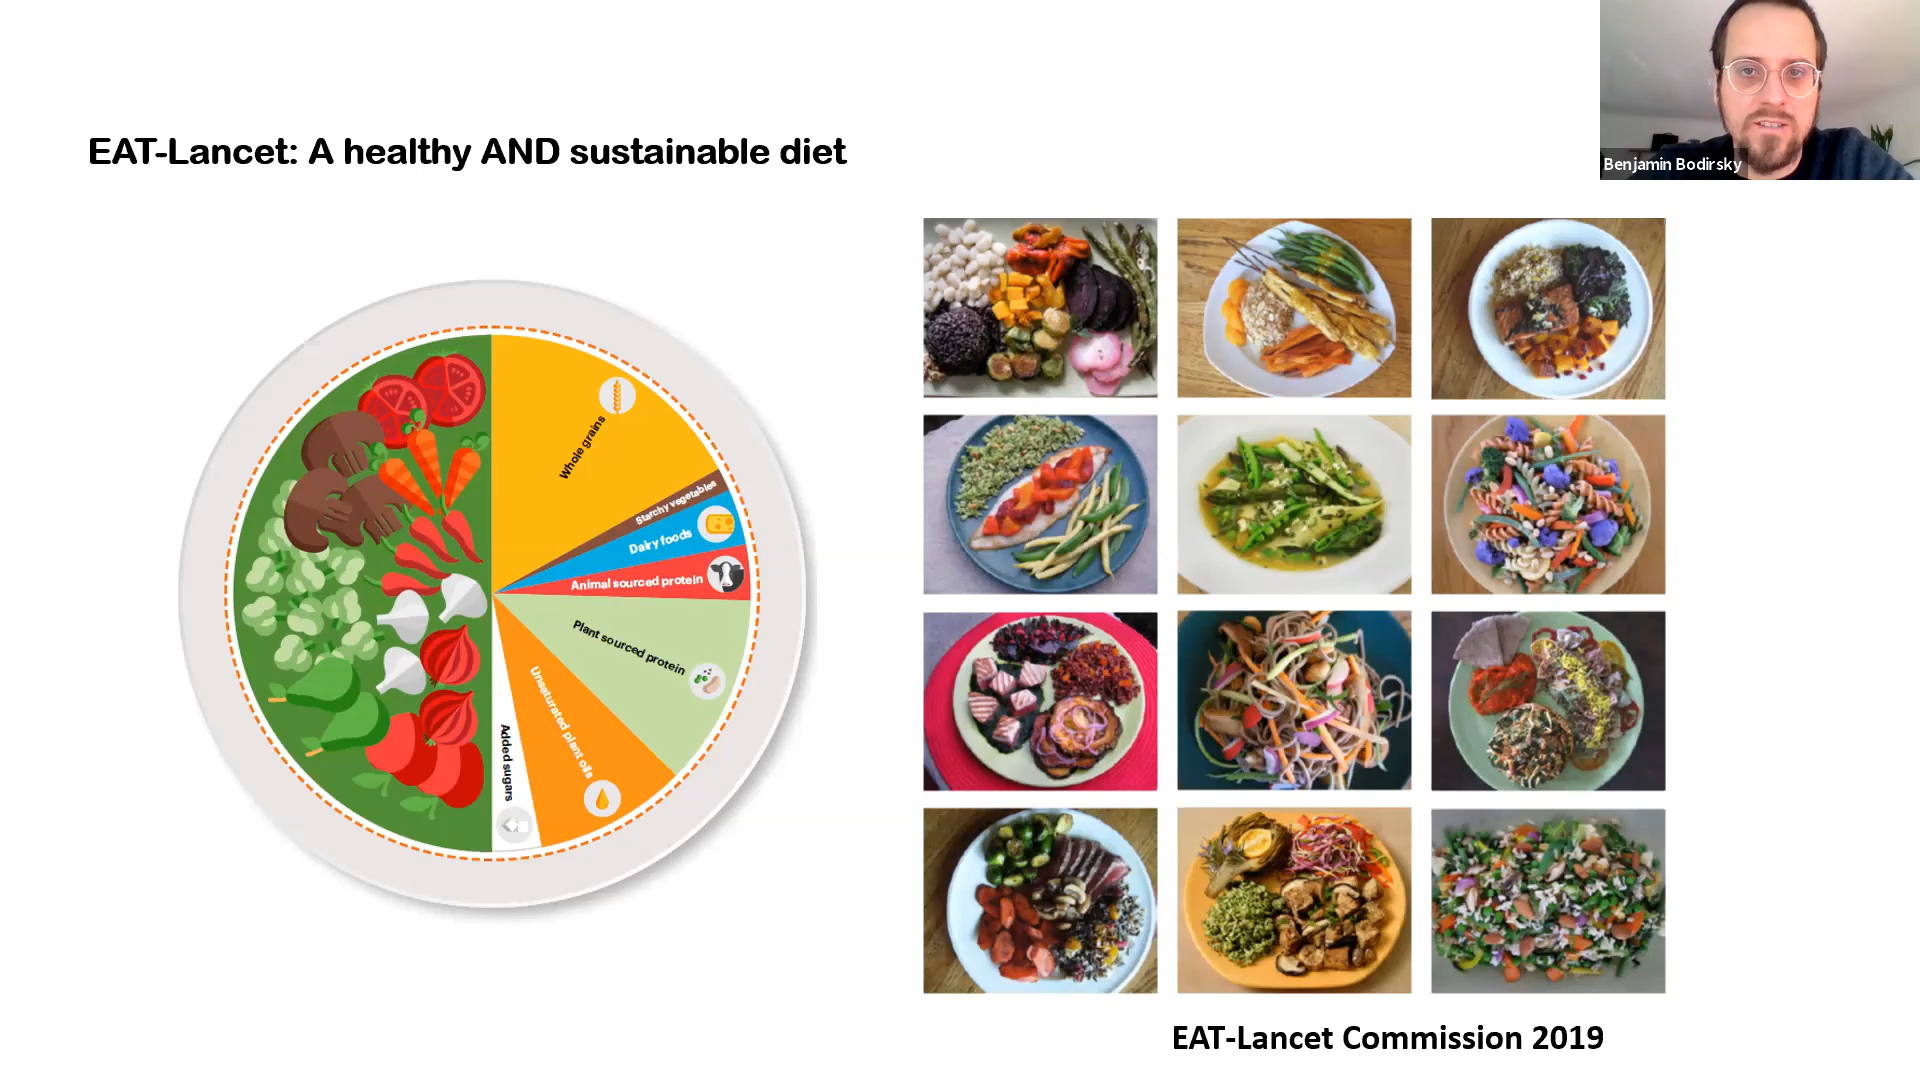 EAT-Lancet: A healthy AND sustainable diet
Benjamin Bodirsky
Whole grains
Starchy vegetables
Dairy foods
Animal sourced protein
Plant sourced protein
Unsaturated plant oils
Added sugars
EAT-Lancet Commission 2019